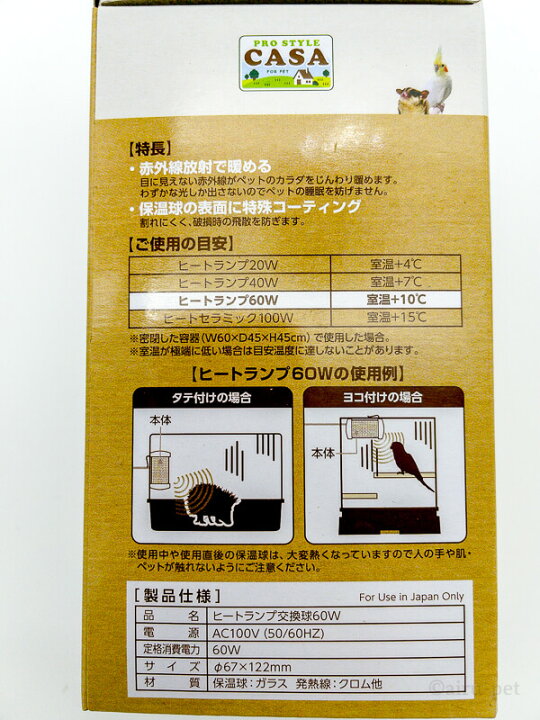 PRO STYLE
CASA
FOR PET
【特長】
・赤外線放射で暖める
目に見えない赤外線がペットのカラダをじんわり暖めます。
わずかな光しか出さないのでペットの睡眠を妨げません。
・保温球の表面に特殊コーティング
割れにくく、破損時の飛散を防ぎます。
【ご使用の目安】
ヒートランプ20W 室温+4℃
ヒートランプ40W 室温+7℃
ヒートランプ60W 室温+10℃
ヒートセラミック100W 室温+15℃
※密閉した容器(W60×D45×H45cm)で使用した場合。
※室温が極端に低い場合は目安温度に達しないことがあります。
【ヒートランプ60Wの使用例】
タテ付けの場合 ヨコ付けの場合
本体
本体
※使用中や使用直後の保温球は、大変熱くなっていますので人の手や肌・
ペットが触れないようにご注意ください。
[製品仕様] For Use in Japan Only
品名 ヒートランプ交換球60W
電源 AC100V (50/60HZ)
定格消費電力 60W
サイズ φ67×122mm
材質 保温球：ガラス 発熱線：クロム他
©airu-pet